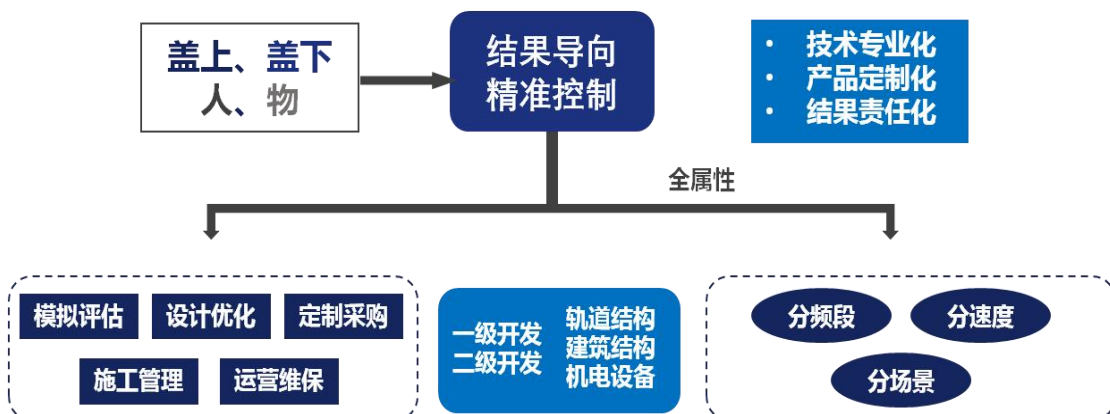 盖上、盖下
人、物
结果导向
精准控制
• 技术专业化
• 产品定制化
• 结果责任化
全属性
模拟评估
设计优化
定制采购
施工管理
运营维保
一级开发
二级开发
轨道结构
建筑结构
机电设备
分频段
分速度
分场景